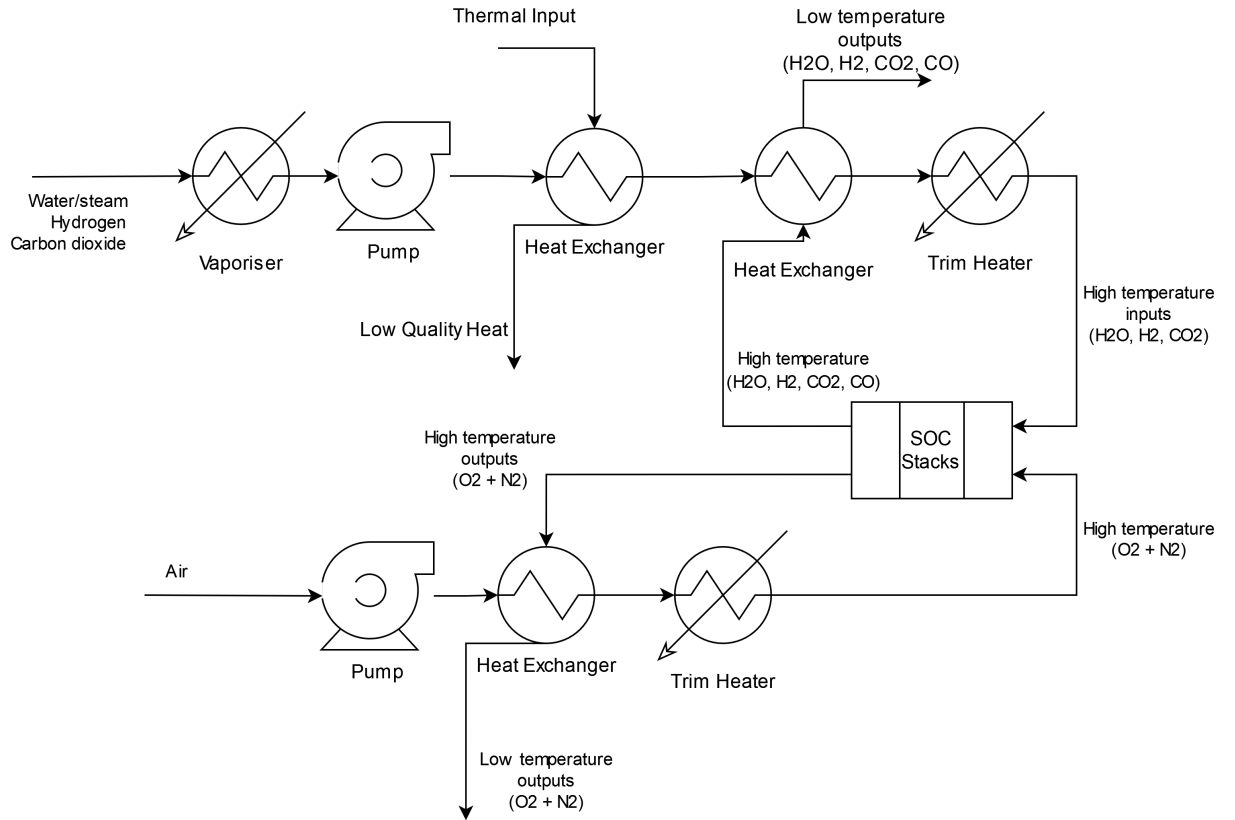 Thermal Input
Low temperature
outputs
(H2O, H2, CO2, CO)
Water/steam
Hydrogen
Carbon dioxide
Vaporiser
Pump
Heat Exchanger
Heat Exchanger
Trim Heater
High temperature
inputs
(H2O, H2, CO2)
Low Quality Heat
High temperature
(H2O, H2, CO2, CO)
SOC
Stacks
High temperature
outputs
(O2 + N2)
High temperature
(O2 + N2)
Air
Pump
Heat Exchanger
Trim Heater
Low temperature
outputs
(O2 + N2)